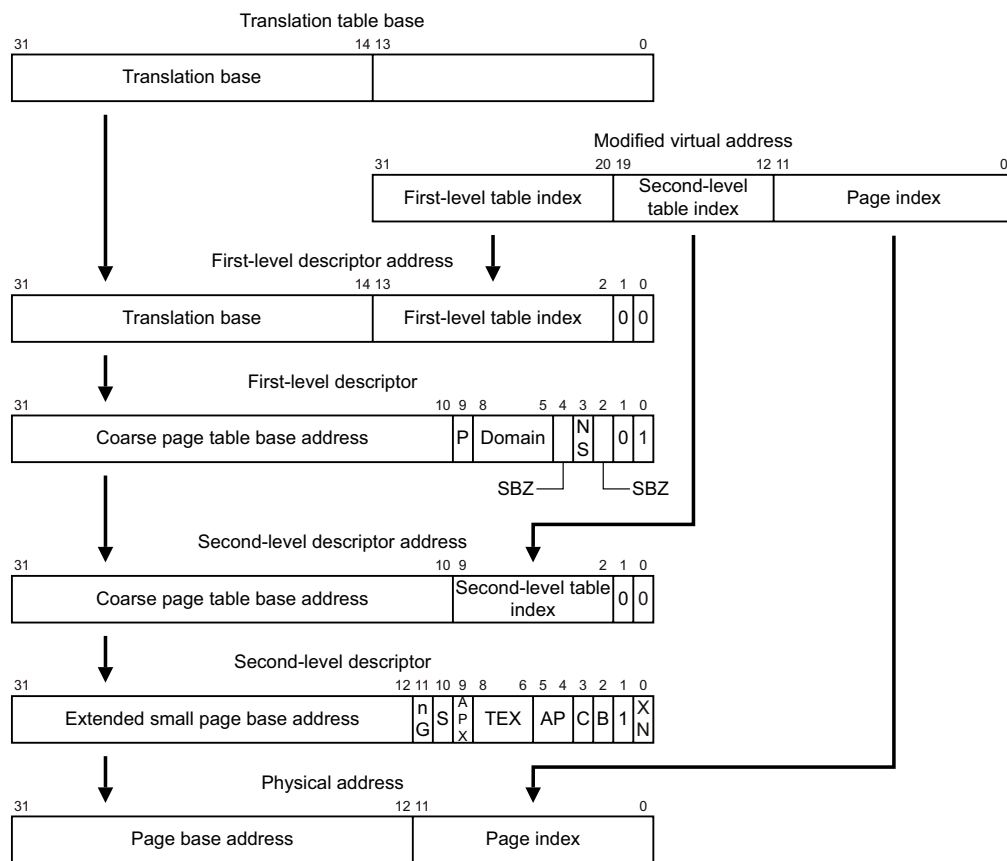 Translation table base
31 14 13 0
Translation base
Modified virtual address
31 20 19 12 11 0
First-level table index
Second-level
table index
Page index
First-level descriptor address
31 14 13 2 1 0
Translation base First-level table index 0 0
First-level descriptor
31 10 9 8 5 4 3 2 1 0
Coarse page table base address P Domain
N
S
0 1
SBZ SBZ
Second-level descriptor address
31 10 9 2 1 0
Coarse page table base address
Second-level table
index
0 0
Second-level descriptor
31 12 11 10 9 8 6 5 4 3 2 1 0
Extended small page base address
n
G
S
A
P
X
TEX AP C B 1
X
N
Physical address
31 12 11 0
Page base address Page index